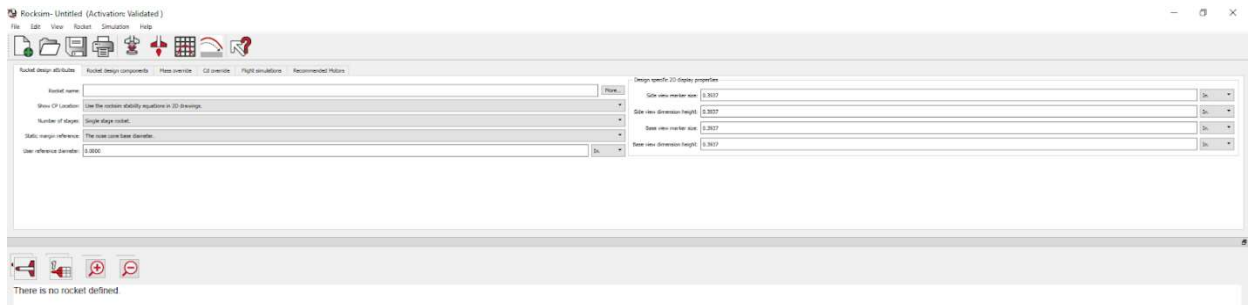 Rocksim- Untitled (Activation: Validated )
File Edit View Rocket Simulation Help
Rocket design attributes Rocket design components Mass override Cd override Flight simulations Recommended Motors
Rocket name: More...
Show CP Location: Use the rocksim stability equations in 2D drawings.
Number of stages: Single stage rocket.
Static margin reference: The nose cone base diameter.
User reference diameter: 0.0000 In.
Design specific 2D display properties
Side view marker size: 0.3937 In.
Side view dimension height: 0.3937 In.
Base view marker size: 0.3937 In.
Base view dimension height: 0.3937 In.
There is no rocket defined.